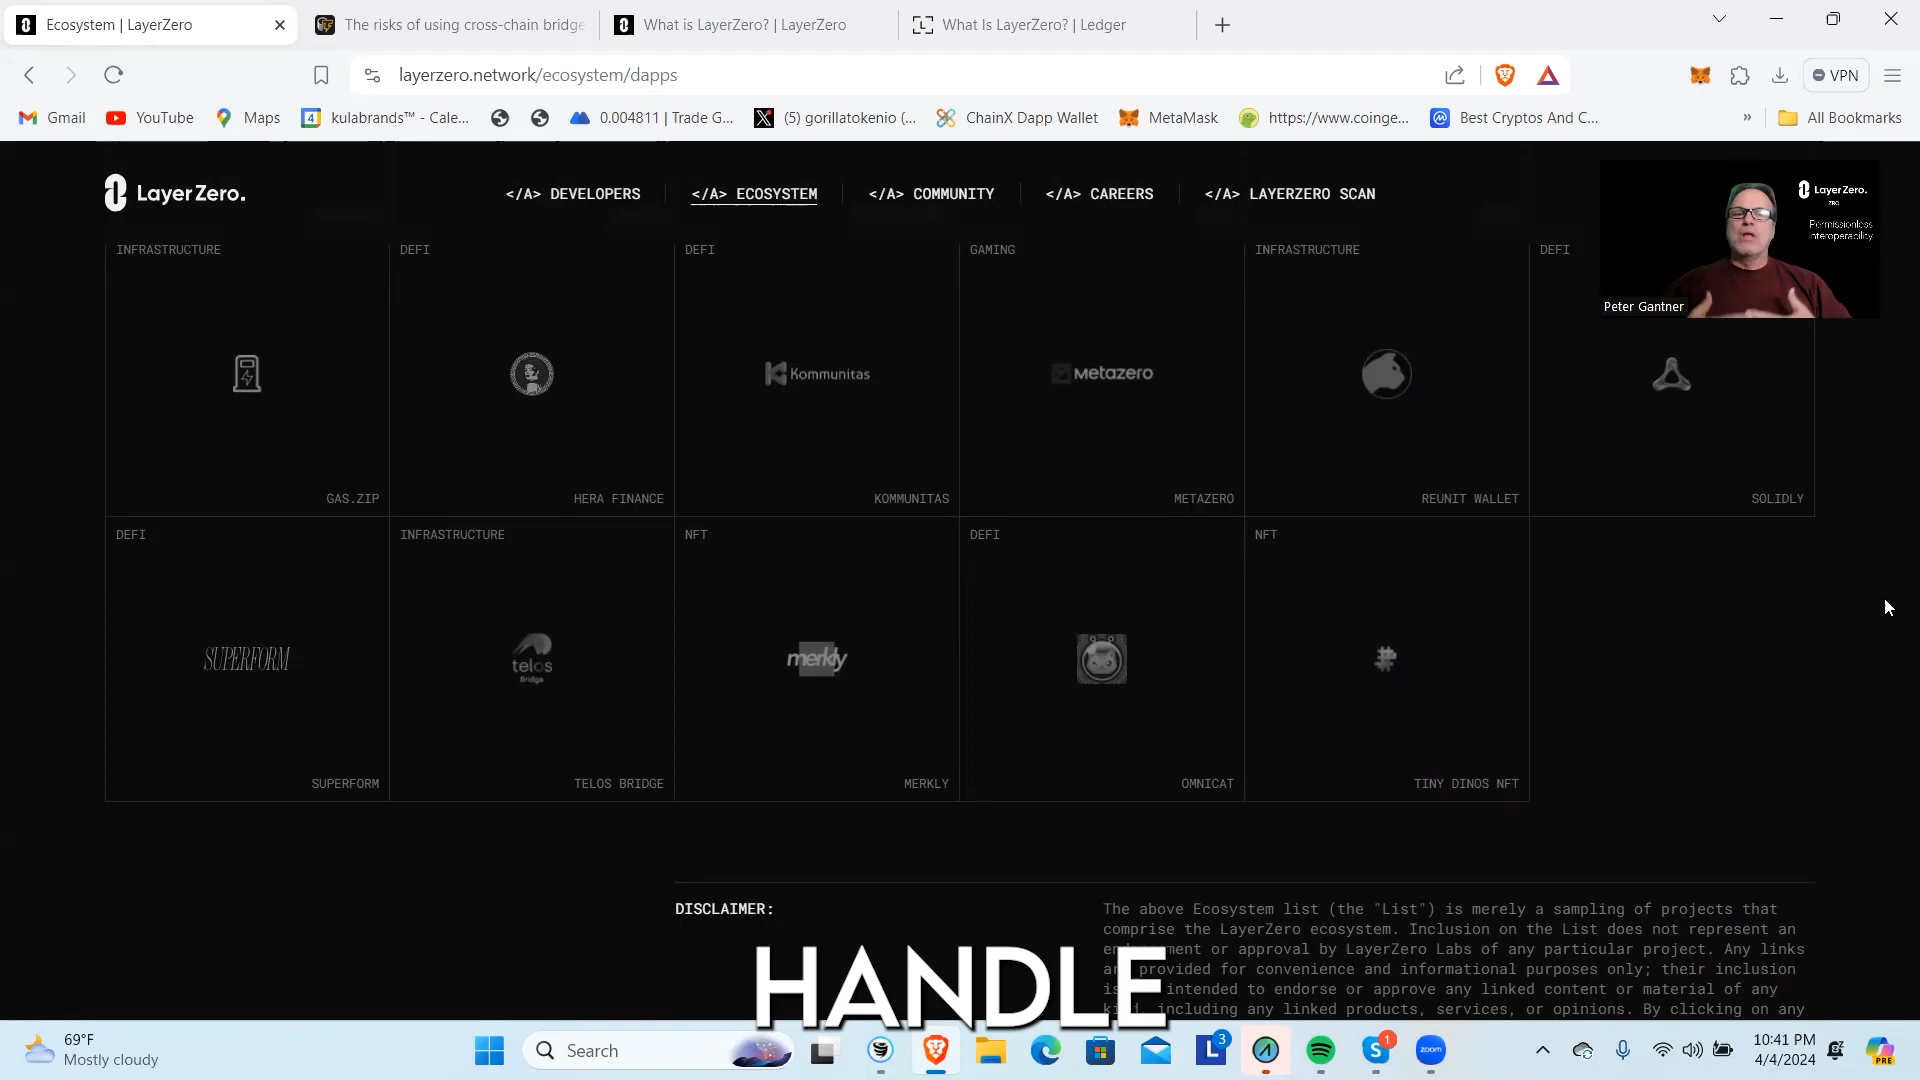 Ecosystem | LayerZero
The risks of using cross-chain bridge
What is LayerZero? | LayerZero
What Is LayerZero? | Ledger
layerzero.network/ecosystem/dapps
VPN
Gmail
YouTube
Maps
4
kulabrands™ - Cale...
0.004811 | Trade G...
(5) gorillatokenio (...
ChainX Dapp Wallet
MetaMask
https://www.coinge...
Best Cryptos And C...
»
All Bookmarks
LayerZero.
</A> DEVELOPERS
</A> ECOSYSTEM
</A> COMMUNITY
</A> CAREERS
</A> LAYERZERO SCAN
LayerZero.
ZRO
Permissionless
Interoperability
Peter Gantner
INFRASTRUCTURE
DEFI
DEFI
GAMING
INFRASTRUCTURE
DEFI
Kommunitas
metazero
GAS.ZIP
HERA FINANCE
KOMMUNITAS
METAZERO
REUNIT WALLET
SOLIDLY
DEFI
INFRASTRUCTURE
NFT
DEFI
NFT
SUPERFORM
telos
Bridge
merkly
SUPERFORM
TELOS BRIDGE
MERKLY
OMNICAT
TINY DINOS NFT
DISCLAIMER:
The above Ecosystem list (the "List") is merely a sampling of projects that
comprise the LayerZero ecosystem. Inclusion on the List does not represent an
ment or approval by LayerZero Labs of any particular project. Any links
provided for convenience and informational purposes only; their inclusion
intended to endorse or approve any linked content or material of any
including any linked products, services, or opinions. By clicking on any
HANDLE
69°F
Mostly cloudy
Search
L
3
S
1
zoom
10:41 PM
4/4/2024
PRE